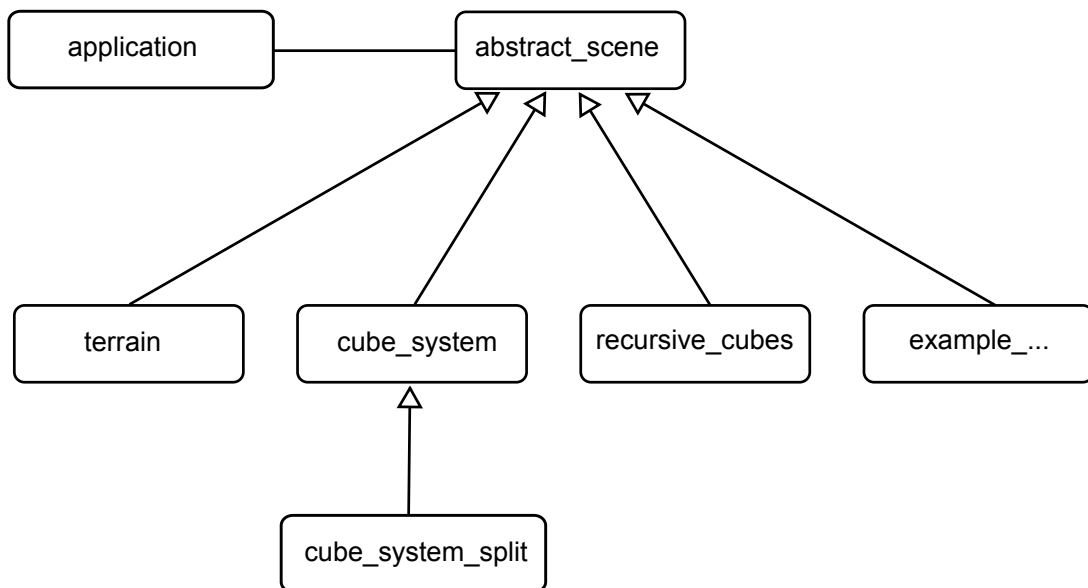 application
abstract_scene
terrain
cube_system
recursive_cubes
example_...
cube_system_split